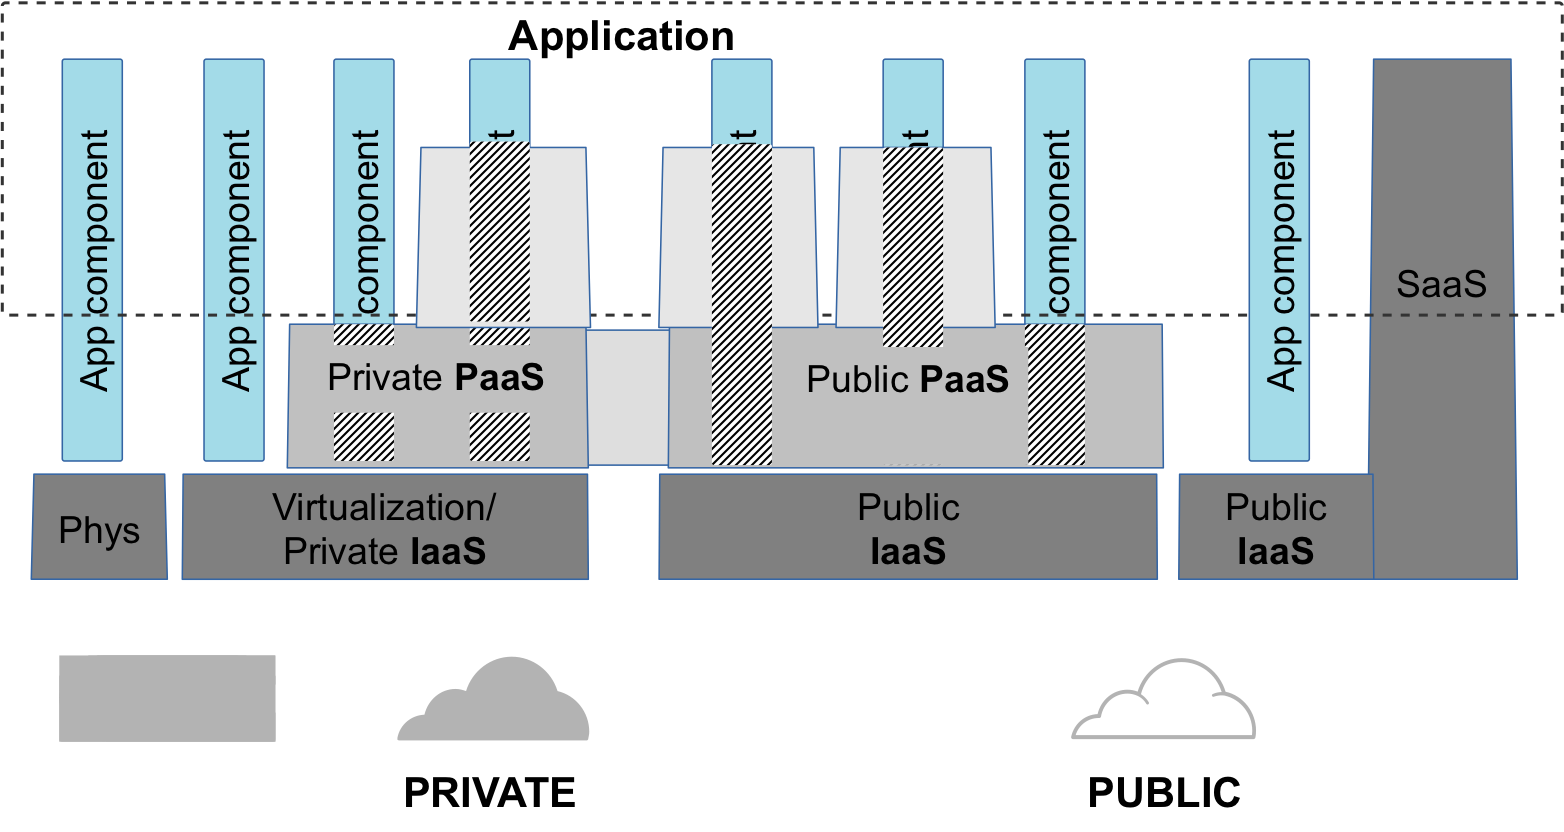 Application
App component
App component
component
t
t
nt
component
App component
SaaS
Private PaaS
Public PaaS
Phys
Virtualization/
Private IaaS
Public
IaaS
Public
IaaS
PRIVATE
PUBLIC